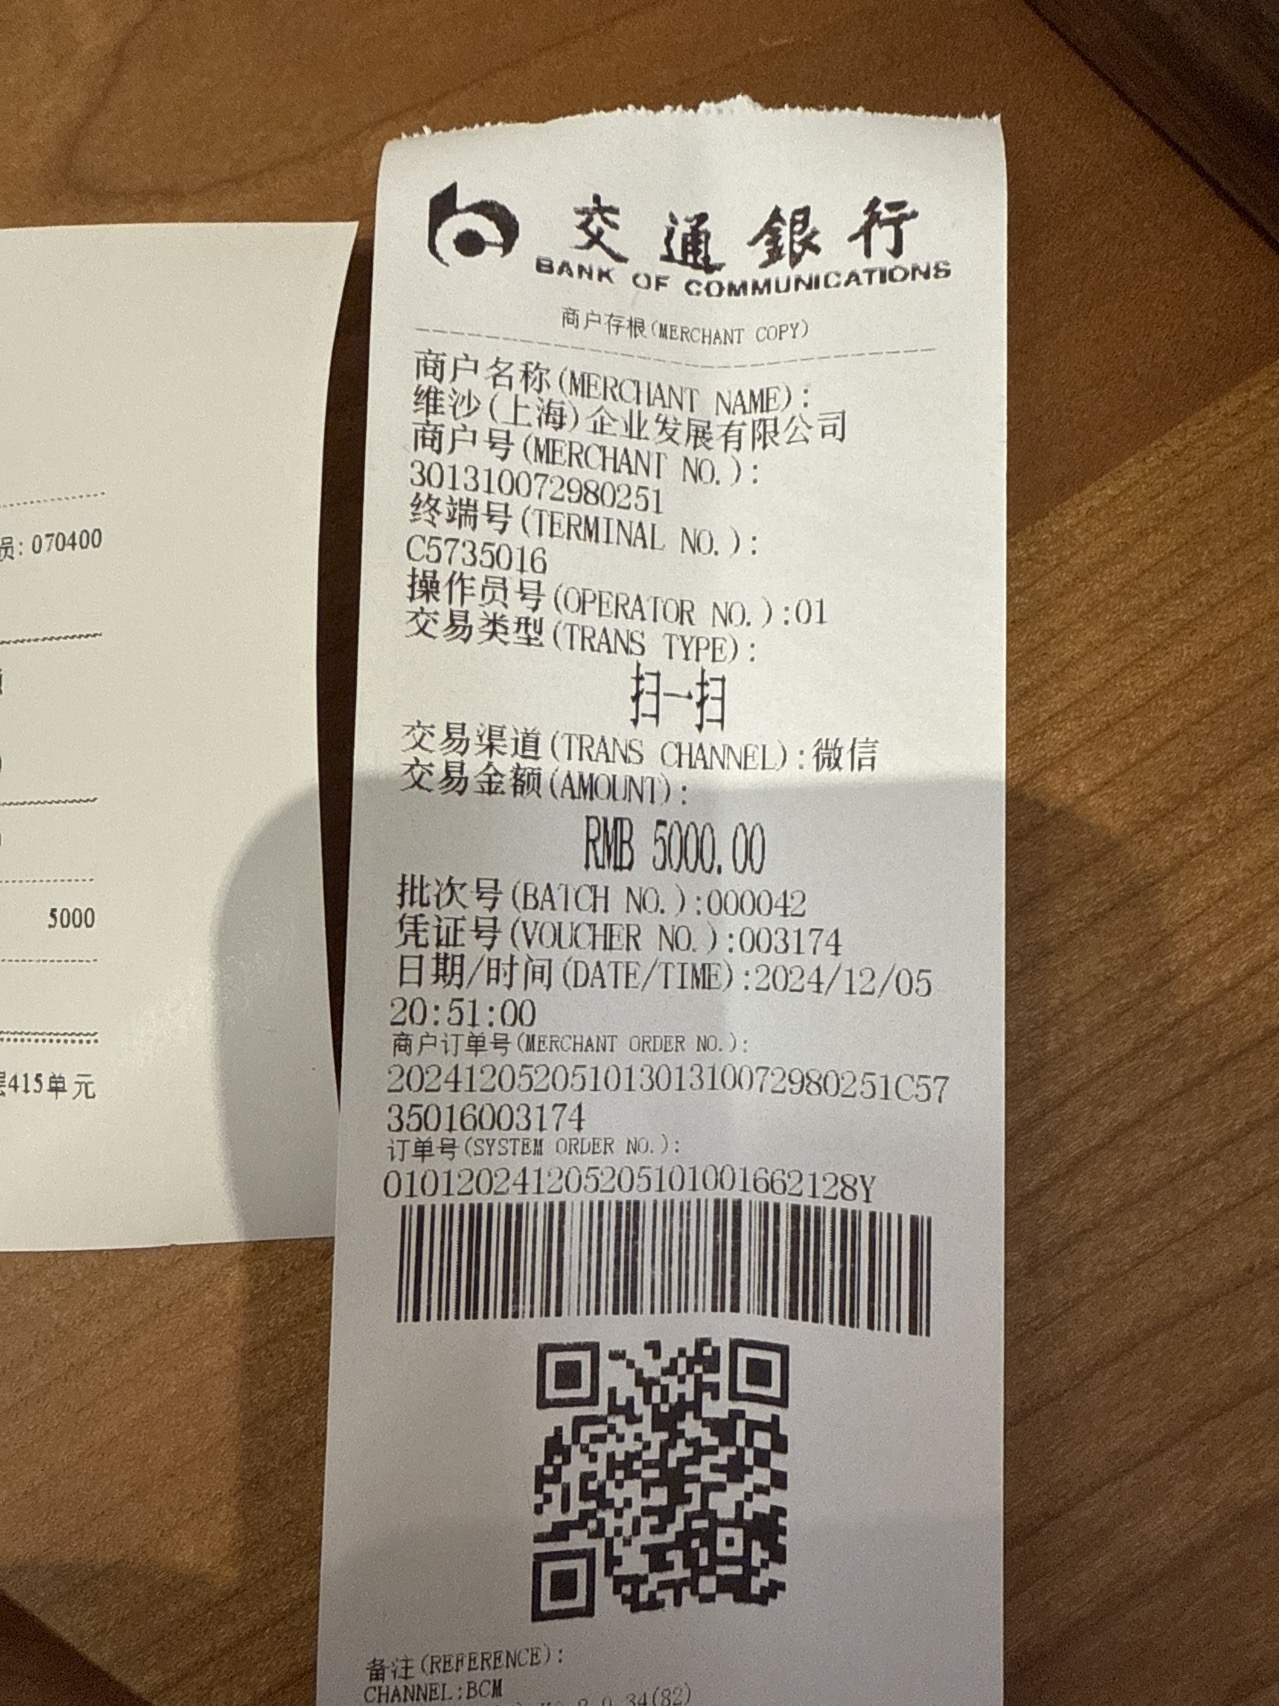 交通銀行
BANK OF COMMUNICATIONS
商户存根(MERCHANT COPY)
商户名称(MERCHANT NAME):
维沙(上海)企业发展有限公司
商户号(MERCHANT NO.):
301310072980251
终端号(TERMINAL NO.):
C5735016
操作员号(OPERATOR NO.):01
交易类型(TRANS TYPE):
扫一扫
交易渠道(TRANS CHANNEL):微信
交易金额(AMOUNT):
RMB 5000.00
批次号(BATCH NO.):000042
凭证号(VOUCHER NO.):003174
日期/时间(DATE/TIME):2024/12/05
20:51:00
商户订单号(MERCHANT ORDER NO.):
20241205205101301310072980251C57
35016003174
订单号(SYSTEM ORDER NO.):
01012024120520510100166​2128Y
备注(REFERENCE):
CHANNEL:BCM
34(82)
员: 070400
5000
415单元